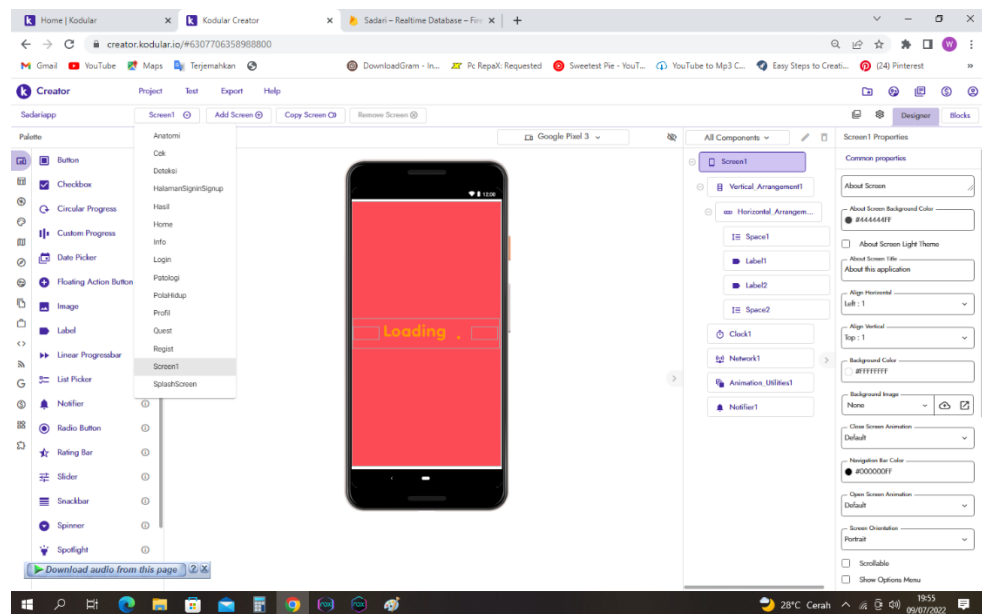 Home | Kodular
Kodular Creator
Sadari – Realtime Database – Fire
creator.kodular.io/#6307706358988800
W
Gmail
YouTube
Maps
Terjemahkan
DownloadGram - In...
Pc RepaX: Requested
Sweetest Pie - YouT...
YouTube to Mp3 C...
Easy Steps to Creati...
(24) Pinterest
»
Creator
Project
Test
Export
Help
Sadariapp
Screen1
Add Screen
Copy Screen
Remove Screen
Designer
Blocks
Palette
Button
Checkbox
Circular Progress
Custom Progress
Date Picker
Floating Action Button
Image
Label
Linear Progressbar
List Picker
Notifier
Radio Button
Rating Bar
Slider
Snackbar
Spinner
Spotlight
Anatomi
Cek
Deteksi
HalamanSigninSignup
Hasil
Home
Info
Login
Patologi
PolaHidup
Profil
Quest
Regist
Screen1
SplashScreen
Google Pixel 3
12:00
Loading .
All Components
Screen1
Vertical_Arrangement1
Horizontal_Arrangem...
Space1
Label1
Label2
Space2
Clock1
Network1
Animation_Utilities1
Notifier1
Screen1 Properties
Common properties
About Screen
About Screen Background Color
#444444FF
About Screen Light Theme
About Screen Title
About this application
Align Horizontal
Left : 1
Align Vertical
Top : 1
Background Color
#FFFFFFFF
Background Image
None
Close Screen Animation
Default
Navigation Bar Color
#000000FF
Open Screen Animation
Default
Screen Orientation
Portrait
Scrollable
Show Options Menu
Download audio from this page ? X
28°C Cerah
19:55
09/07/2022